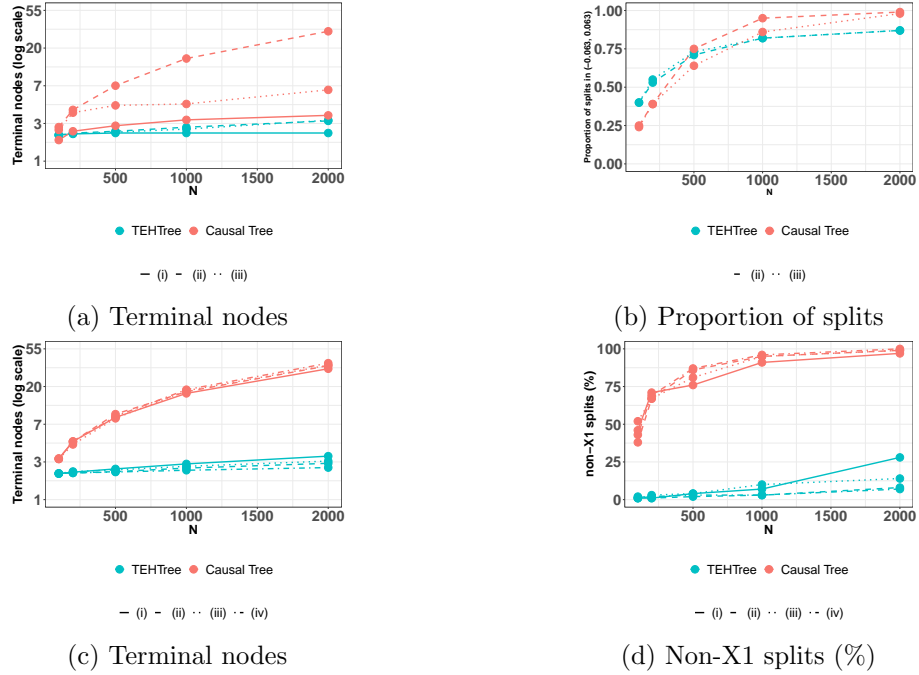 Terminal nodes (log scale)
55
20
7
3
1
500
1000
1500
2000
N
TEHTree
Causal Tree
(i)
(ii)
(iii)
(a) Terminal nodes
Proportion of splits in (−0.063, 0.063)
1.00
0.75
0.50
0.25
0.00
500
1000
1500
2000
N
TEHTree
Causal Tree
(ii)
(iii)
(b) Proportion of splits
Terminal nodes (log scale)
55
20
7
3
1
500
1000
1500
2000
N
TEHTree
Causal Tree
(i)
(ii)
(iii)
(iv)
(c) Terminal nodes
non−X1 splits (%)
100
75
50
25
0
500
1000
1500
2000
N
TEHTree
Causal Tree
(i)
(ii)
(iii)
(iv)
(d) Non-X1 splits (%)